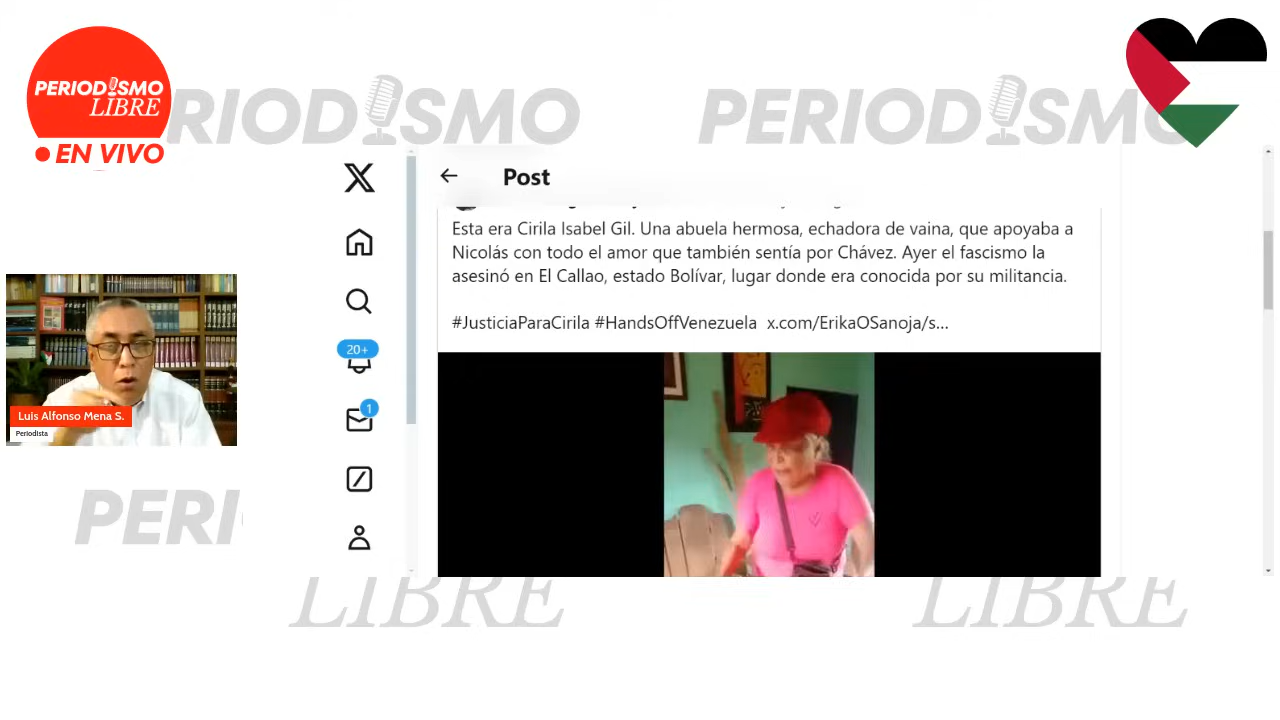 PERIODISMO
LIBRE
EN VIVO
PERIODISMO
PERIODISMO
Post
Esta era Cirila Isabel Gil. Una abuela hermosa, echadora de vaina, que apoyaba a
Nicolás con todo el amor que también sentía por Chávez. Ayer el fascismo la
asesinó en El Callao, estado Bolívar, lugar donde era conocida por su militancia.
#JusticiaParaCirila #HandsOffVenezuela x.com/ErikaOSanoja/s…
20+
1
Luis Alfonso Mena S.
Periodista
PERI
LIBRE
LIBRE